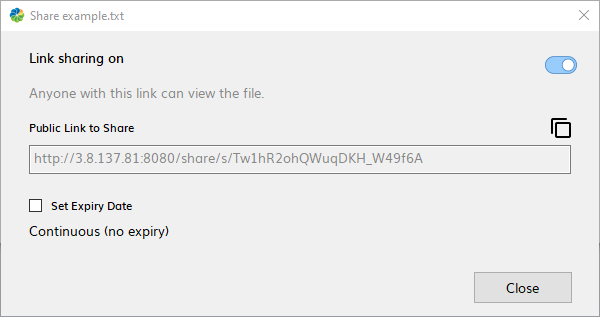 Share example.txt
Link sharing on
Anyone with this link can view the file.
Public Link to Share
http://3.8.137.81:8080/share/s/Tw1hR2ohQWuqDKH_W49f6A
Set Expiry Date
Continuous (no expiry)
Close